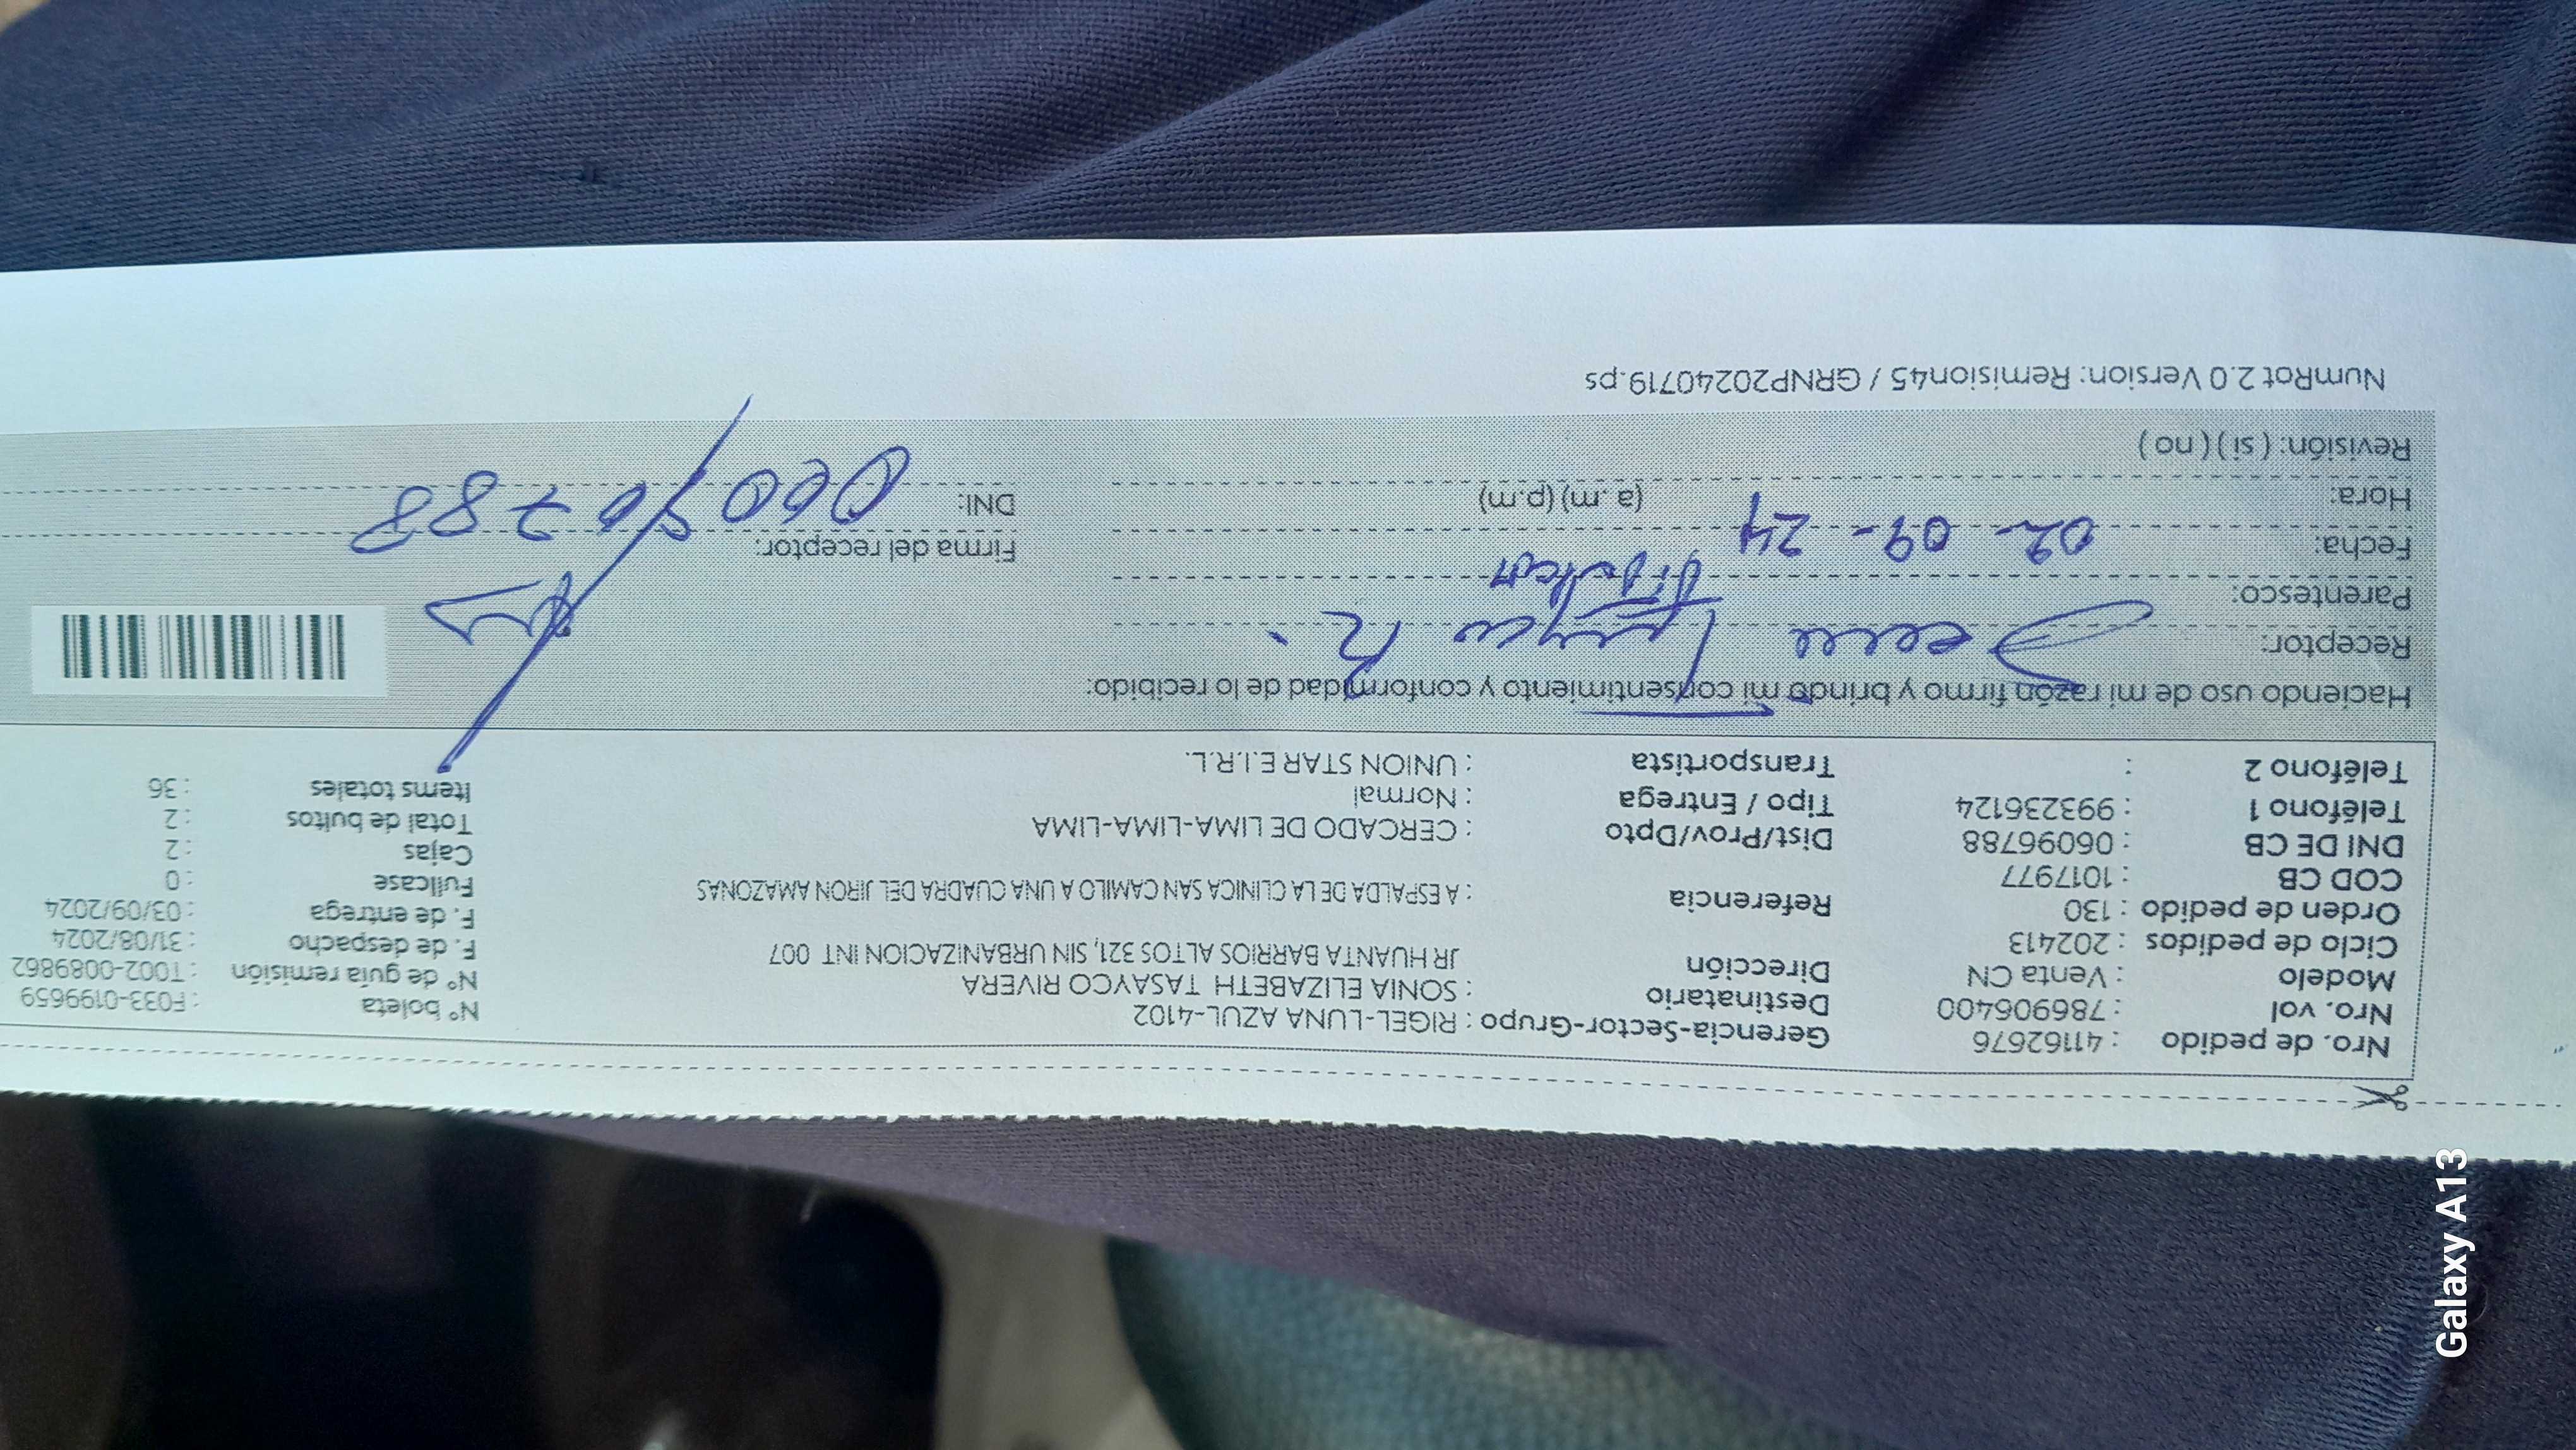 Nro. de pedido : 41162676
Nro. vol : 786906400
Modelo : Venta CN
Ciclo de pedidos : 202413
Orden de pedido : 130
COD CB : 1017977
DNI DE CB : 06096788
Teléfono 1 : 993236124
Teléfono 2 :
Gerencia-Sector-Grupo : RIGEL-LUNA AZUL-4102
Destinatario : SONIA ELIZABETH TASAYCO RIVERA
Dirección JR HUANTA BARRIOS ALTOS 321, SIN URBANIZACION INT 007
Referencia : A ESPALDA DE LA CLINICA SAN CAMILO A UNA CUADRA DEL JIRON AMAZONAS
Dist/Prov/Dpto : CERCADO DE LIMA-LIMA-LIMA
Tipo / Entrega : Normal
Transportista : UNION STAR E.I.R.L.
N° boleta : F033-0199659
N° de guia remisión : T002-0089862
F. de despacho : 31/08/2024
F. de entrega : 03/09/2024
Fullcase : 0
Cajas : 2
Total de bultos : 2
Items totales : 36
Haciendo uso de mi razón firmo y brindo mi consentimiento y conformidad de lo recibido:
Receptor: Tasayco R.
Parentesco:
Fecha: 02-09-24
Hora: (a.m) (p.m)
Revisión: ( si ) ( no )
Firma del receptor:
DNI: 06096788
NumRot 2.0 Version: Remision45 / GRNP20240719.ps
Galaxy A13